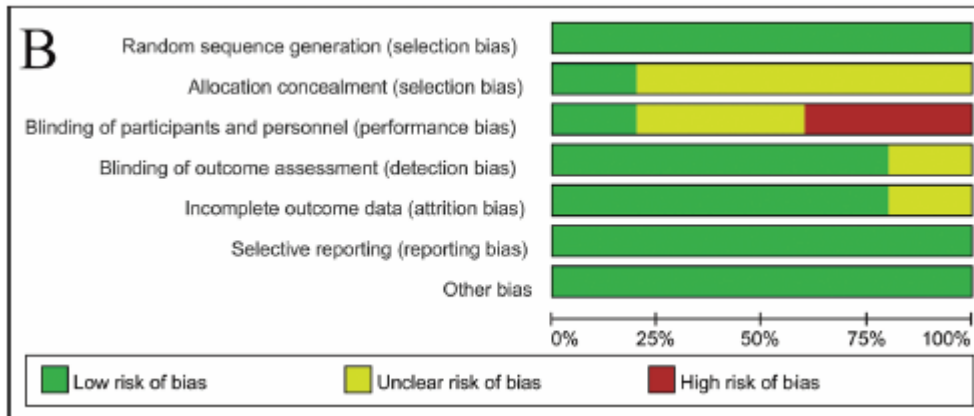 B
Random sequence generation (selection bias)
Allocation concealment (selection bias)
Blinding of participants and personnel (performance bias)
Blinding of outcome assessment (detection bias)
Incomplete outcome data (attrition bias)
Selective reporting (reporting bias)
Other bias
0% 25% 50% 75% 100%
Low risk of bias Unclear risk of bias High risk of bias